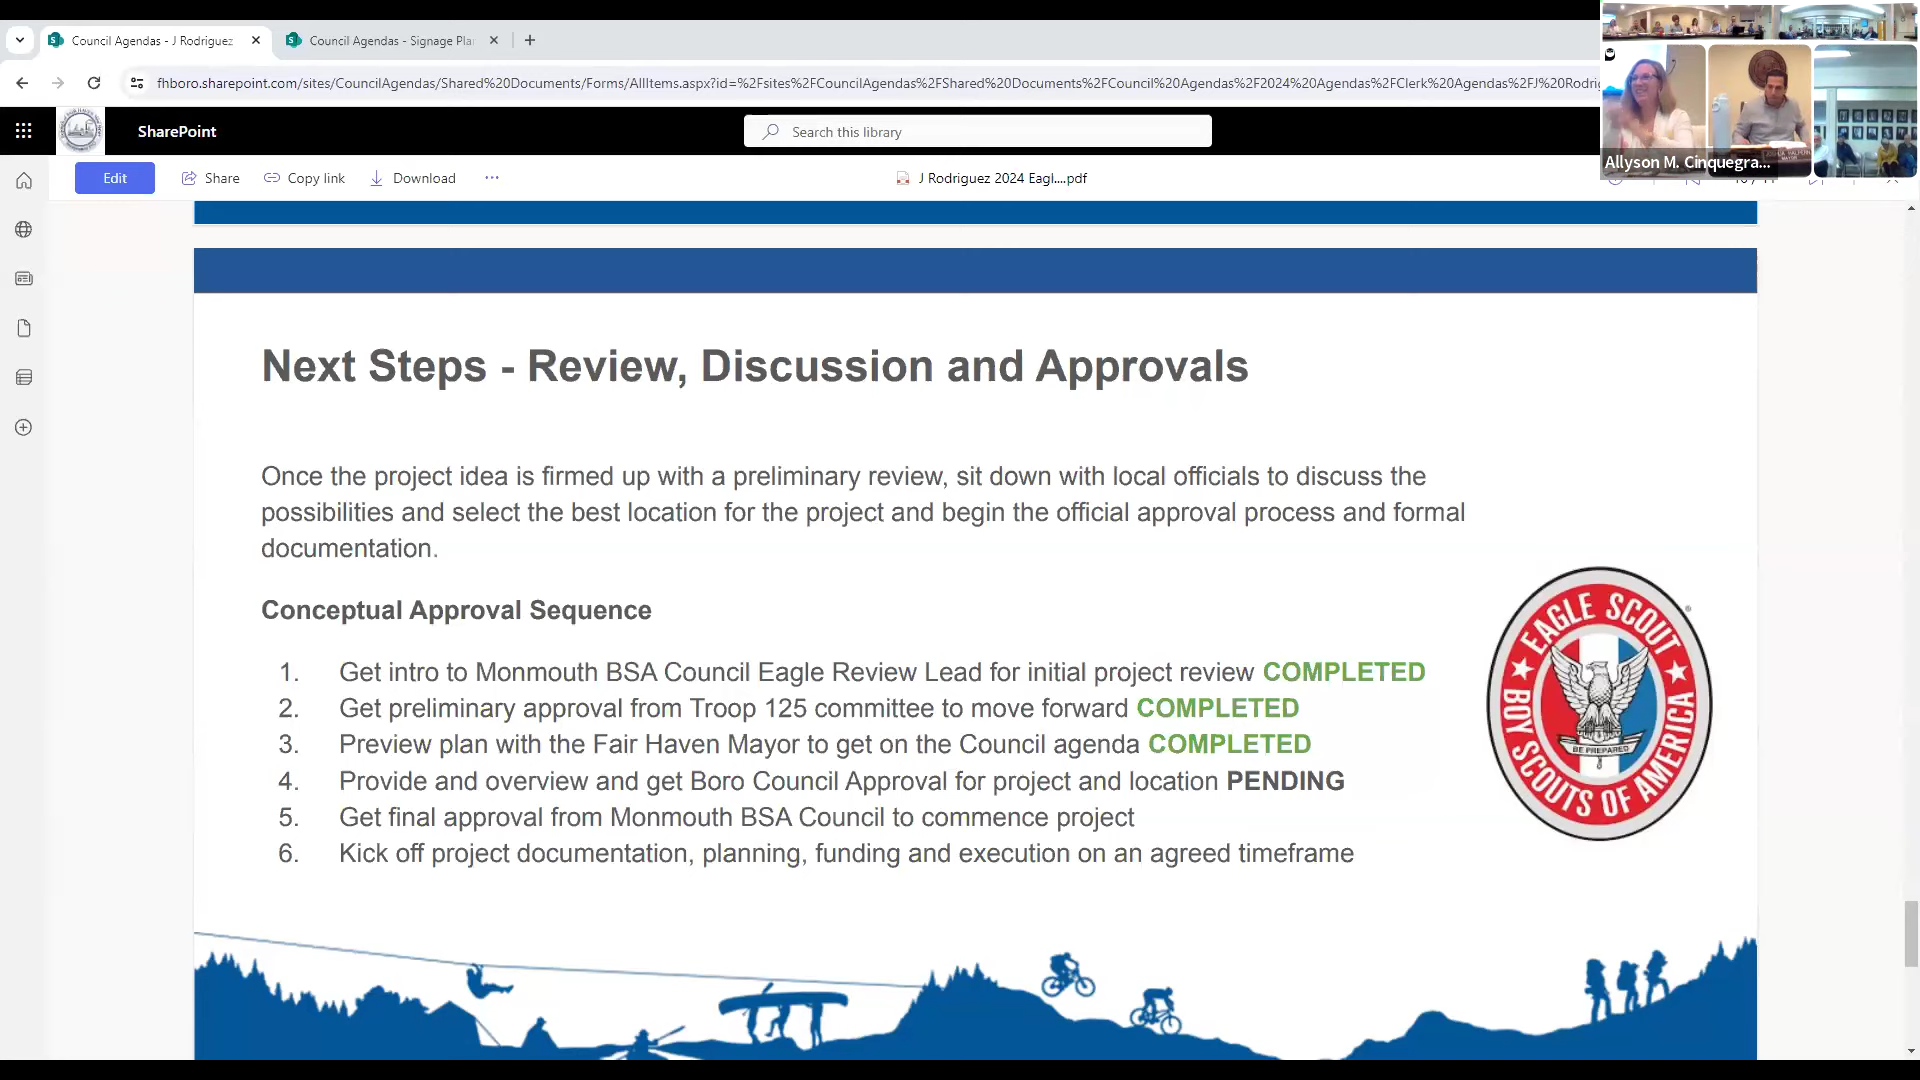 Council Agendas - J Rodriguez
Council Agendas - Signage Pla
fhboro.sharepoint.com/sites/CouncilAgendas/Shared%20Documents/Forms/AllItems.aspx?id=%2Fsites%2FCouncilAgendas%2FShared%20Documents%2FCouncil%20Agendas%2F2024%20Agendas%2FClerk%20Agendas%2FJ%20Rodri
SharePoint
Search this library
Allyson M. Cinquegra...
Edit
Share
Copy link
Download
J Rodriguez 2024 Eagl....pdf
Next Steps - Review, Discussion and Approvals
Once the project idea is firmed up with a preliminary review, sit down with local officials to discuss the
possibilities and select the best location for the project and begin the official approval process and formal
documentation.
Conceptual Approval Sequence
1. Get intro to Monmouth BSA Council Eagle Review Lead for initial project review COMPLETED
2. Get preliminary approval from Troop 125 committee to move forward COMPLETED
3. Preview plan with the Fair Haven Mayor to get on the Council agenda COMPLETED
4. Provide and overview and get Boro Council Approval for project and location PENDING
5. Get final approval from Monmouth BSA Council to commence project
6. Kick off project documentation, planning, funding and execution on an agreed timeframe
EAGLE SCOUT
BE PREPARED
BOY SCOUTS OF AMERICA